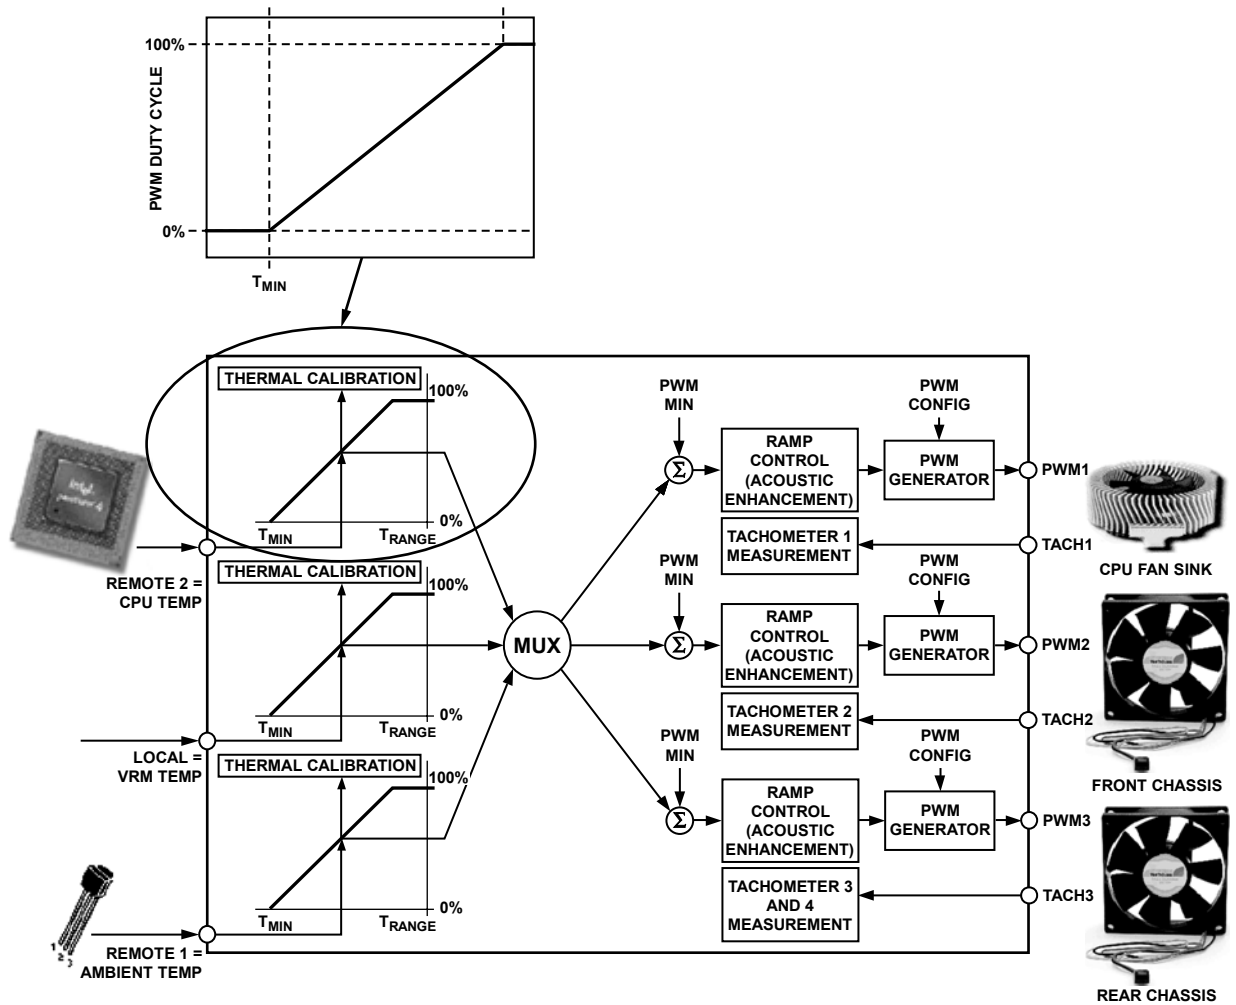 100%
PWM DUTY CYCLE
0%
TMIN
THERMAL CALIBRATION
100%
0%
TMIN
TRANGE
REMOTE 2 =
CPU TEMP
THERMAL CALIBRATION
100%
0%
TMIN
TRANGE
LOCAL =
VRM TEMP
THERMAL CALIBRATION
100%
0%
TMIN
TRANGE
REMOTE 1 =
AMBIENT TEMP
1
2
3
intel
pentium 4
MUX
PWM
MIN
Σ
RAMP
CONTROL
(ACOUSTIC
ENHANCEMENT)
PWM
CONFIG
PWM
GENERATOR
PWM1
TACHOMETER 1
MEASUREMENT
TACH1
CPU FAN SINK
PWM
MIN
Σ
RAMP
CONTROL
(ACOUSTIC
ENHANCEMENT)
PWM
CONFIG
PWM
GENERATOR
PWM2
TACHOMETER 2
MEASUREMENT
TACH2
FRONT CHASSIS
PWM
MIN
Σ
RAMP
CONTROL
(ACOUSTIC
ENHANCEMENT)
PWM
CONFIG
PWM
GENERATOR
PWM3
TACHOMETER 3
AND 4
MEASUREMENT
TACH3
REAR CHASSIS